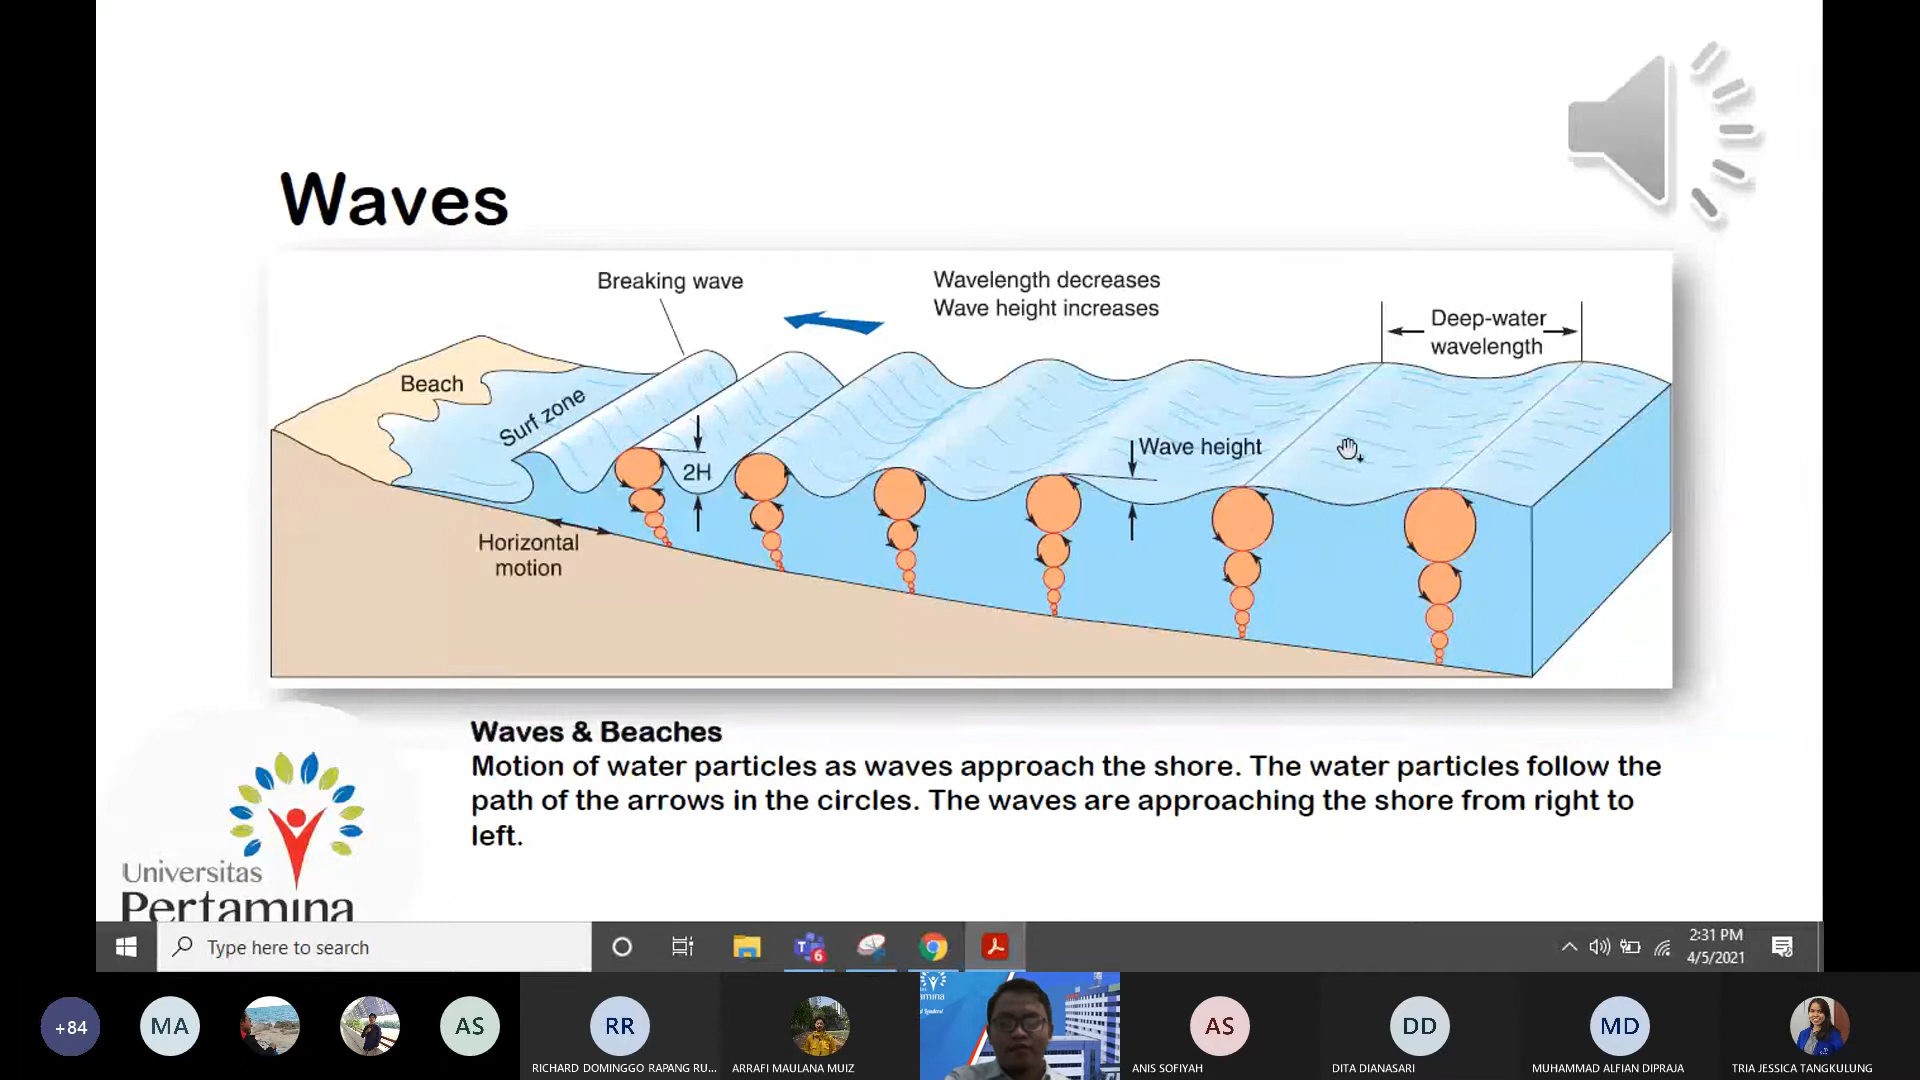 Waves
Breaking wave
Wavelength decreases
Wave height increases
Deep-water
wavelength
Beach
Surf zone
2H
Wave height
Horizontal
motion
Waves & Beaches
Motion of water particles as waves approach the shore. The water particles follow the
path of the arrows in the circles. The waves are approaching the shore from right to
left.
Universitas
Pertamina
Type here to search
6
2:31 PM
4/5/2021
+84
MA
AS
RR
RICHARD DOMINGGO RAPANG RU...
ARRAFI MAULANA MUIZ
AS
ANIS SOFIYAH
DD
DITA DIANASARI
MD
MUHAMMAD ALFIAN DIPRAJA
TRIA JESSICA TANGKULUNG